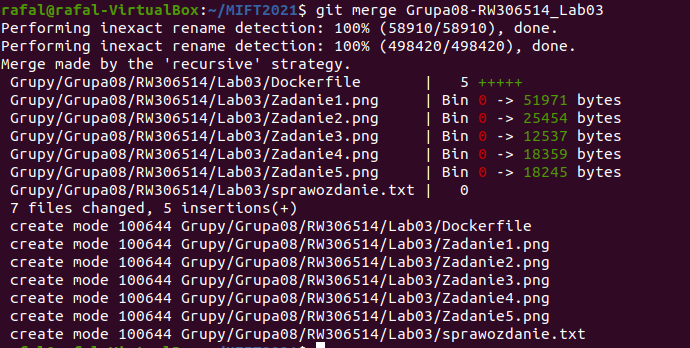 rafal@rafal-VirtualBox:~/MIFT2021$ git merge Grupa08-RW306514_Lab03
Performing inexact rename detection: 100% (58910/58910), done.
Performing inexact rename detection: 100% (498420/498420), done.
Merge made by the 'recursive' strategy.
 Grupy/Grupa08/RW306514/Lab03/Dockerfile      |   5 +++++
 Grupy/Grupa08/RW306514/Lab03/Zadanie1.png    | Bin 0 -> 51971 bytes
 Grupy/Grupa08/RW306514/Lab03/Zadanie2.png    | Bin 0 -> 25454 bytes
 Grupy/Grupa08/RW306514/Lab03/Zadanie3.png    | Bin 0 -> 12537 bytes
 Grupy/Grupa08/RW306514/Lab03/Zadanie4.png    | Bin 0 -> 18359 bytes
 Grupy/Grupa08/RW306514/Lab03/Zadanie5.png    | Bin 0 -> 18245 bytes
 Grupy/Grupa08/RW306514/Lab03/sprawozdanie.txt |   0
 7 files changed, 5 insertions(+)
 create mode 100644 Grupy/Grupa08/RW306514/Lab03/Dockerfile
 create mode 100644 Grupy/Grupa08/RW306514/Lab03/Zadanie1.png
 create mode 100644 Grupy/Grupa08/RW306514/Lab03/Zadanie2.png
 create mode 100644 Grupy/Grupa08/RW306514/Lab03/Zadanie3.png
 create mode 100644 Grupy/Grupa08/RW306514/Lab03/Zadanie4.png
 create mode 100644 Grupy/Grupa08/RW306514/Lab03/Zadanie5.png
 create mode 100644 Grupy/Grupa08/RW306514/Lab03/sprawozdanie.txt